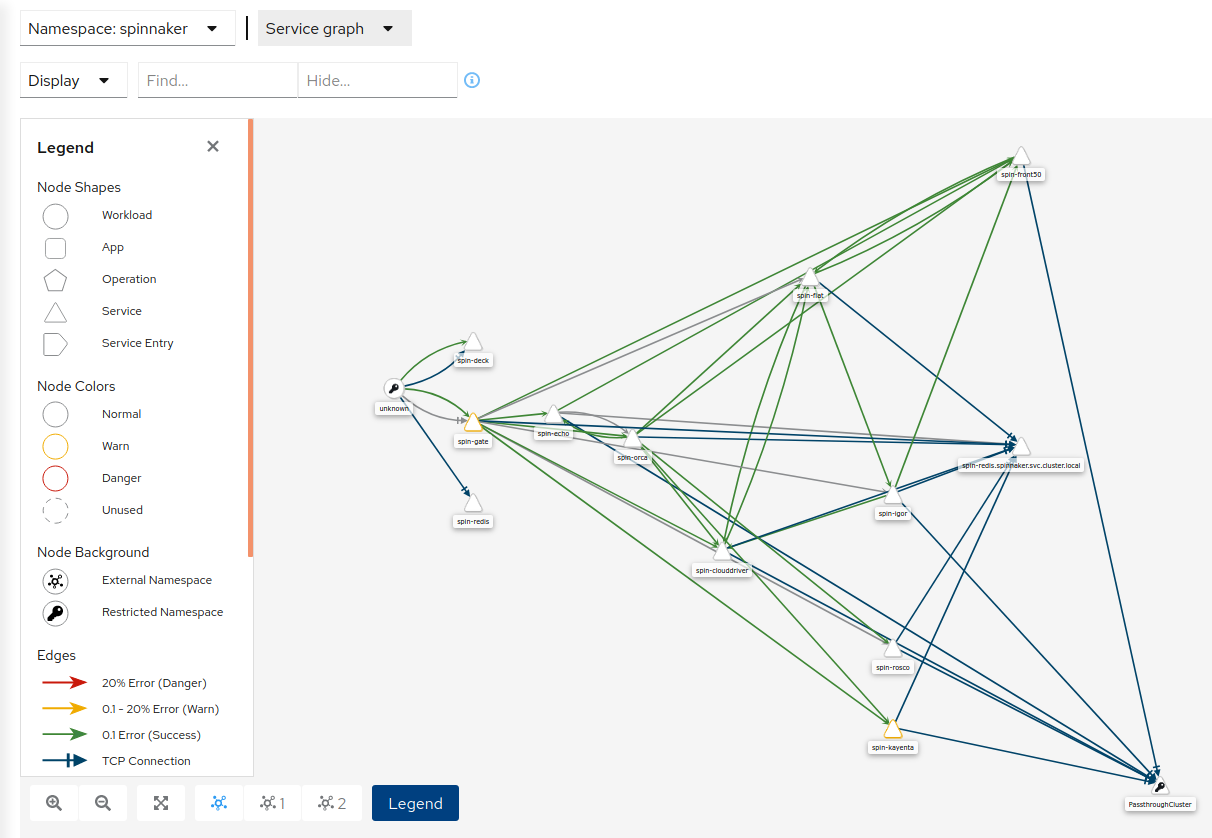 Namespace: spinnaker
Service graph
Display
Find...
Hide...
Legend
Node Shapes
Workload
App
Operation
Service
Service Entry
Node Colors
Normal
Warn
Danger
Unused
Node Background
External Namespace
Restricted Namespace
Edges
20% Error (Danger)
0.1 - 20% Error (Warn)
0.1 Error (Success)
TCP Connection
spin-front50
spin-fiat
spin-deck
unknown
spin-gate
spin-echo
spin-orca
spin-redis.spinnaker.svc.cluster.local
spin-redis
spin-igor
spin-clouddriver
spin-rosco
spin-kayenta
PassthroughCluster
1
2
Legend